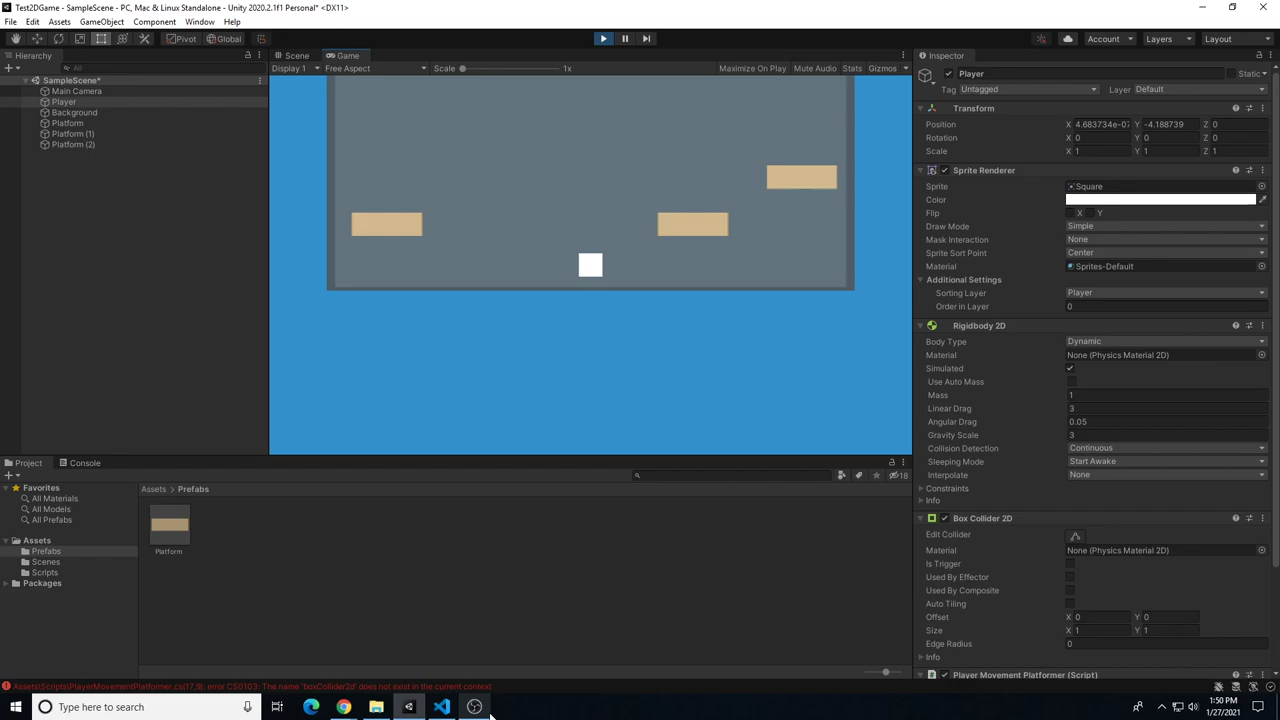 Test2DGame - SampleScene - PC, Mac & Linux Standalone - Unity 2020.2.1f1 Personal* <DX11>
File Edit Assets GameObject Component Window Help
Pivot Global Account Layers Layout
Hierarchy Scene Game Inspector
All
Display 1 Free Aspect Scale 1x Maximize On Play Mute Audio Stats Gizmos
SampleScene*
Main Camera
Player
Background
Platform
Platform (1)
Platform (2)
Player Static
Tag Untagged Layer Default
Transform
Position X 4.683734e-07 Y -4.188739 Z 0
Rotation X 0 Y 0 Z 0
Scale X 1 Y 1 Z 1
Sprite Renderer
Sprite Square
Color
Flip X Y
Draw Mode Simple
Mask Interaction None
Sprite Sort Point Center
Material Sprites-Default
Additional Settings
Sorting Layer Player
Order in Layer 0
Rigidbody 2D
Body Type Dynamic
Material None (Physics Material 2D)
Simulated
Use Auto Mass
Mass 1
Linear Drag 3
Angular Drag 0.05
Gravity Scale 3
Collision Detection Continuous
Sleeping Mode Start Awake
Interpolate None
Constraints
Info
Box Collider 2D
Edit Collider
Material None (Physics Material 2D)
Is Trigger
Used By Effector
Used By Composite
Auto Tiling
Offset X 0 Y 0
Size X 1 Y 1
Edge Radius 0
Info
Player Movement Platformer (Script)
Project Console
18
Favorites
All Materials
All Models
All Prefabs
Assets
Prefabs
Scenes
Scripts
Packages
Assets Prefabs
Platform
Assets\Scripts\PlayerMovementPlatformer.cs(17,9): error CS0103: The name 'boxCollider2d' does not exist in the current context
Type here to search
1:50 PM
1/27/2021